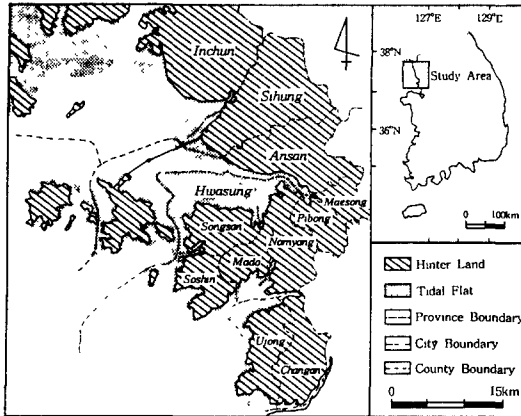 Inchun
Sihung
Ansan
Hwasung
Maesong
Pibong
Songsan
Namyang
Mado
Soshin
Ujong
Changan
127°E 129°E
38°N
Study Area
36°N
0 100km
Hinter Land
Tidal Flat
Province Boundary
City Boundary
County Boundary
0 15km